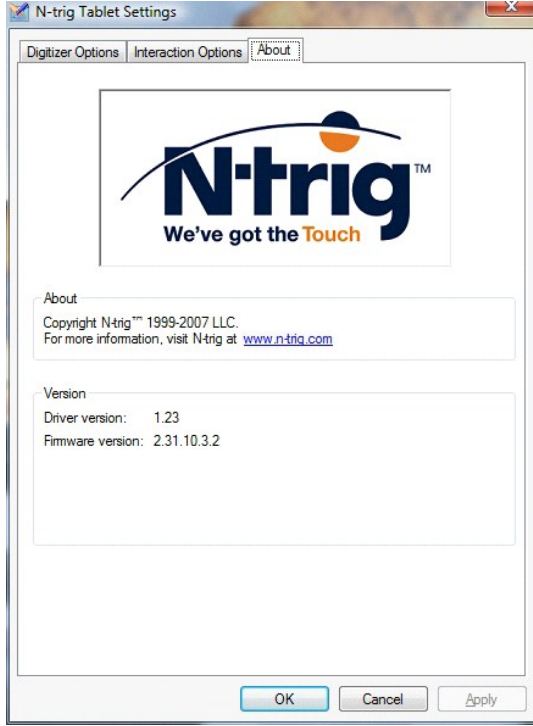 N-trig Tablet Settings
Digitizer Options Interaction Options About
N-trig™
We've got the Touch
About
Copyright N-trig™ 1999-2007 LLC.
For more information, visit N-trig at www.n-trig.com
Version
Driver version: 1.23
Firmware version: 2.31.10.3.2
OK Cancel Apply